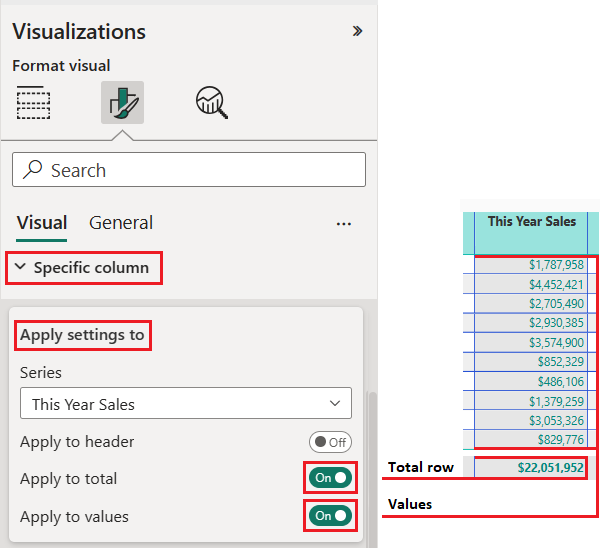 Visualizations
Format visual
Search
Visual General
Specific column
Apply settings to
Series
This Year Sales
Apply to header Off
Apply to total On
Apply to values On
This Year Sales
$1,787,958
$4,452,421
$2,705,490
$2,930,385
$3,574,900
$852,329
$486,106
$1,379,259
$3,053,326
$829,776
Total row $22,051,952
Values